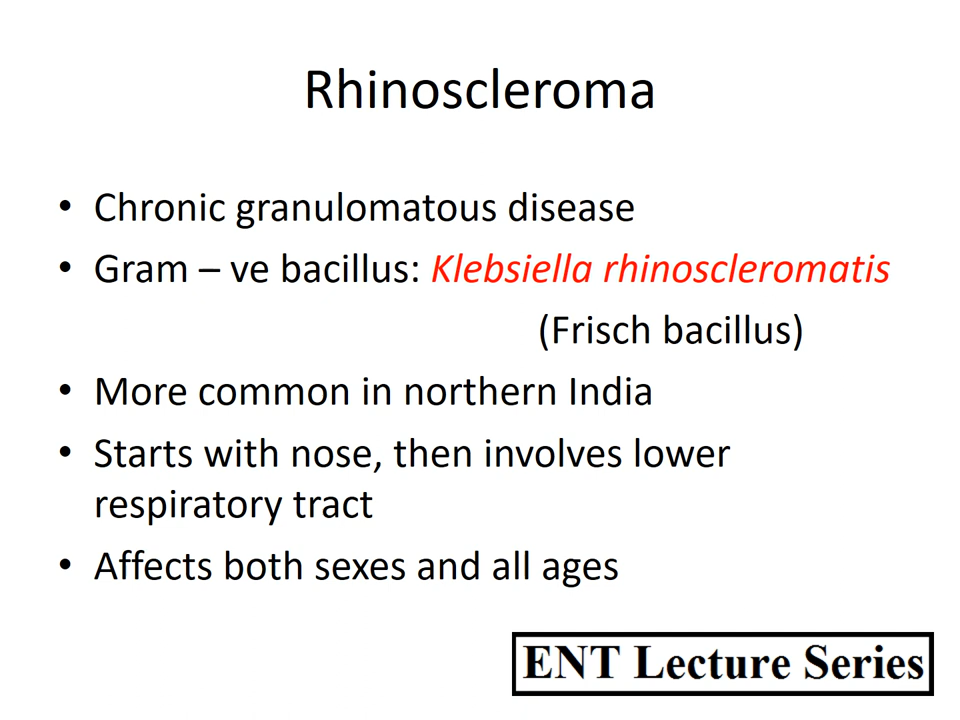 Rhinoscleroma
• Chronic granulomatous disease
• Gram – ve bacillus: Klebsiella rhinoscleromatis
(Frisch bacillus)
• More common in northern India
• Starts with nose, then involves lower
respiratory tract
• Affects both sexes and all ages
ENT Lecture Series